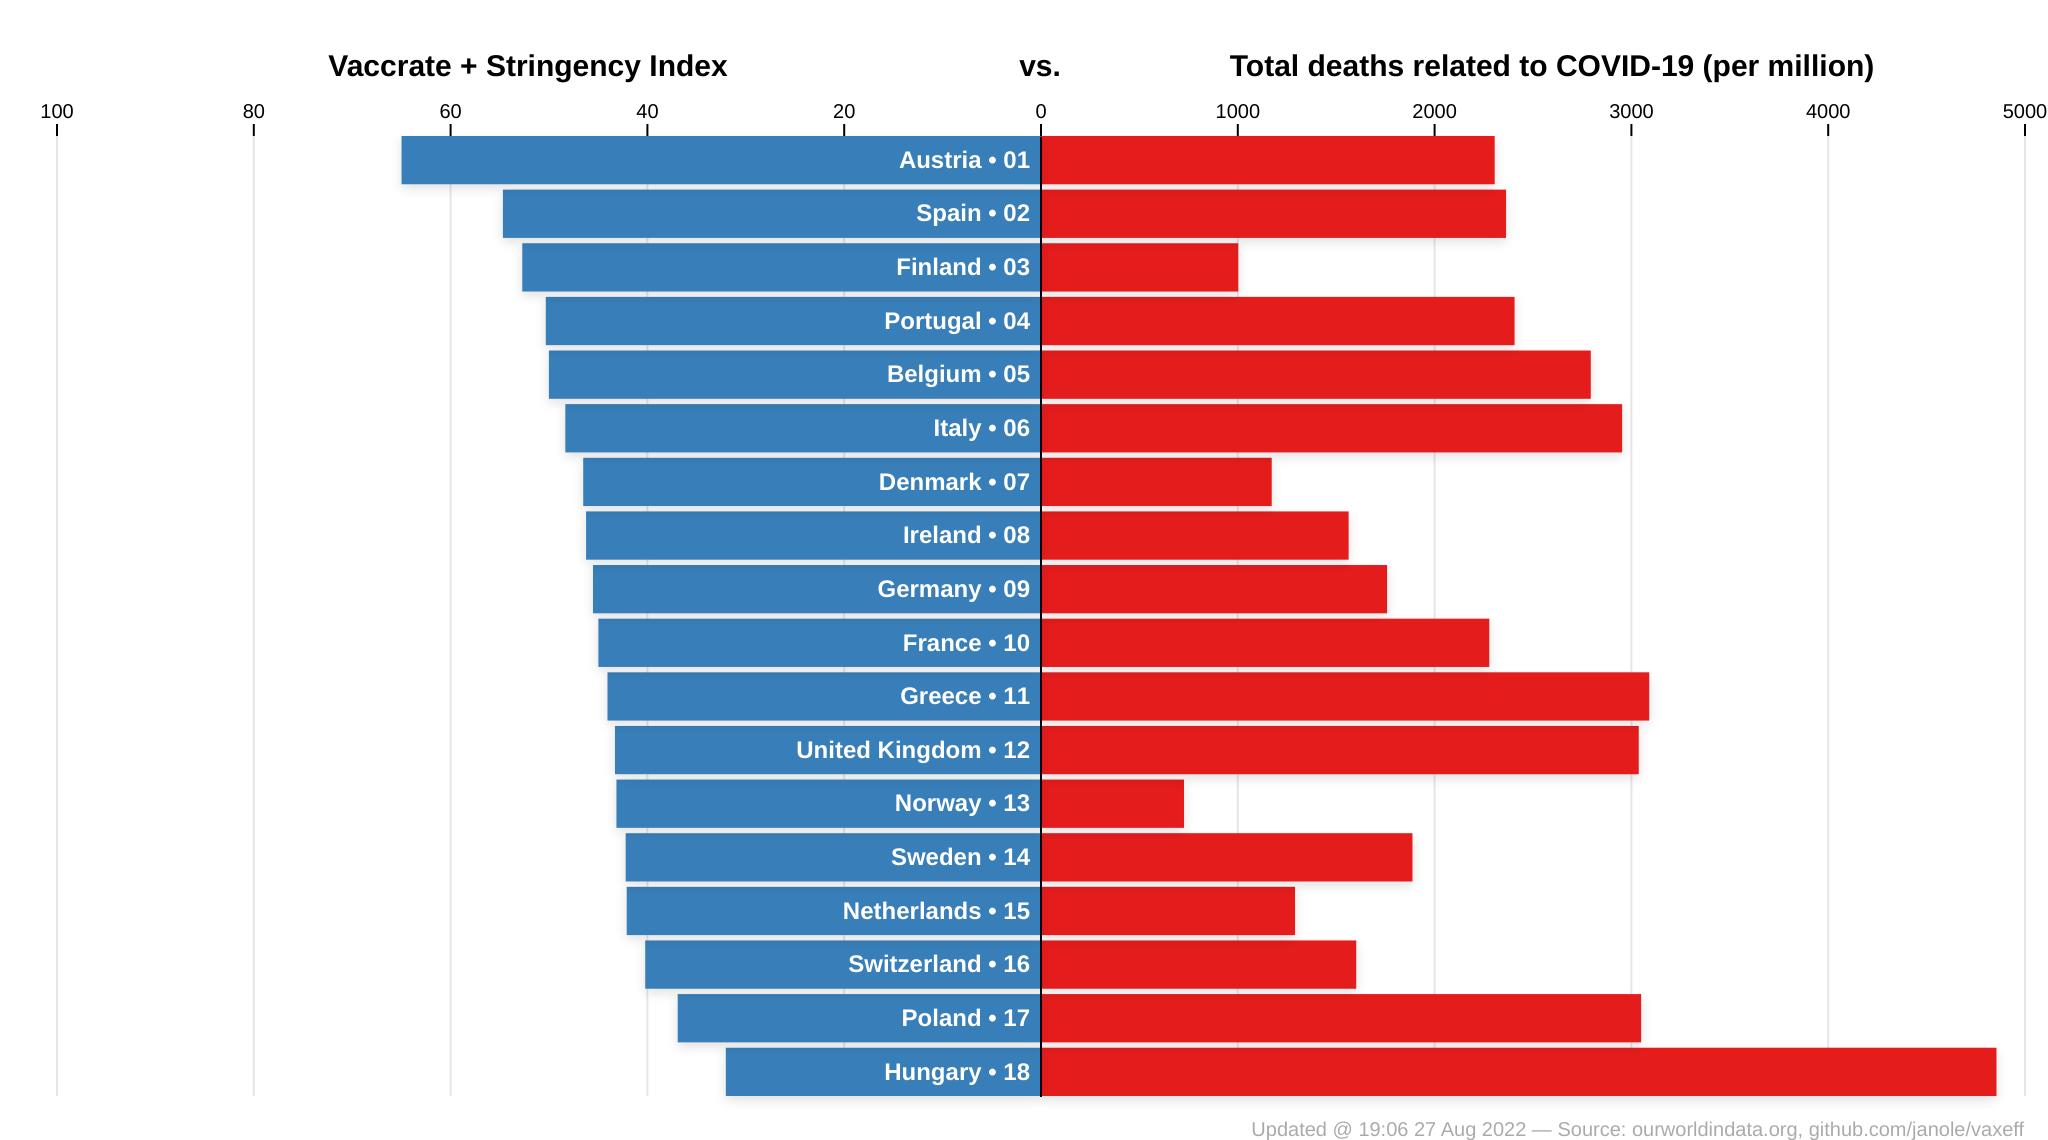 Vaccrate + Stringency Index vs. Total deaths related to COVID-19 (per million)
100 80 60 40 20 0 1000 2000 3000 4000 5000
Austria • 01
Spain • 02
Finland • 03
Portugal • 04
Belgium • 05
Italy • 06
Denmark • 07
Ireland • 08
Germany • 09
France • 10
Greece • 11
United Kingdom • 12
Norway • 13
Sweden • 14
Netherlands • 15
Switzerland • 16
Poland • 17
Hungary • 18
Updated @ 19:06 27 Aug 2022 — Source: ourworldindata.org, github.com/janole/vaxeff